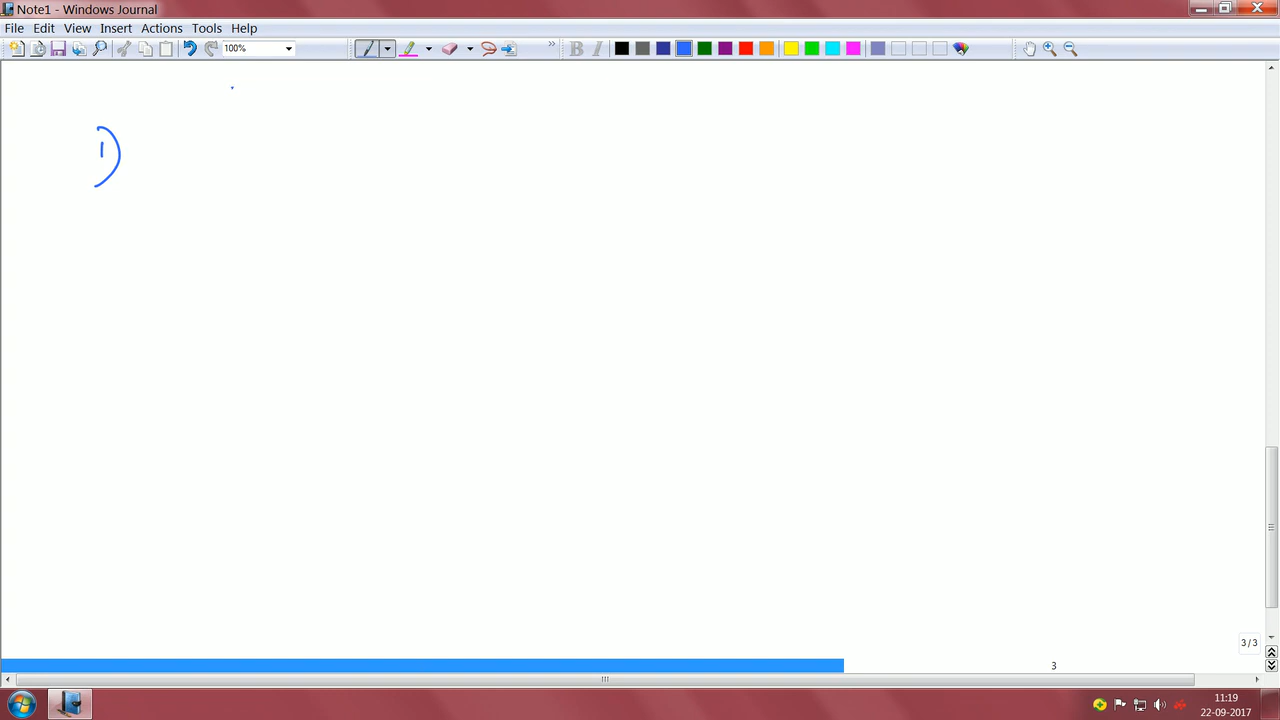 Note1 - Windows Journal
File Edit View Insert Actions Tools Help
100%
» B I
1)
3/3
3
11:19
22-09-2017